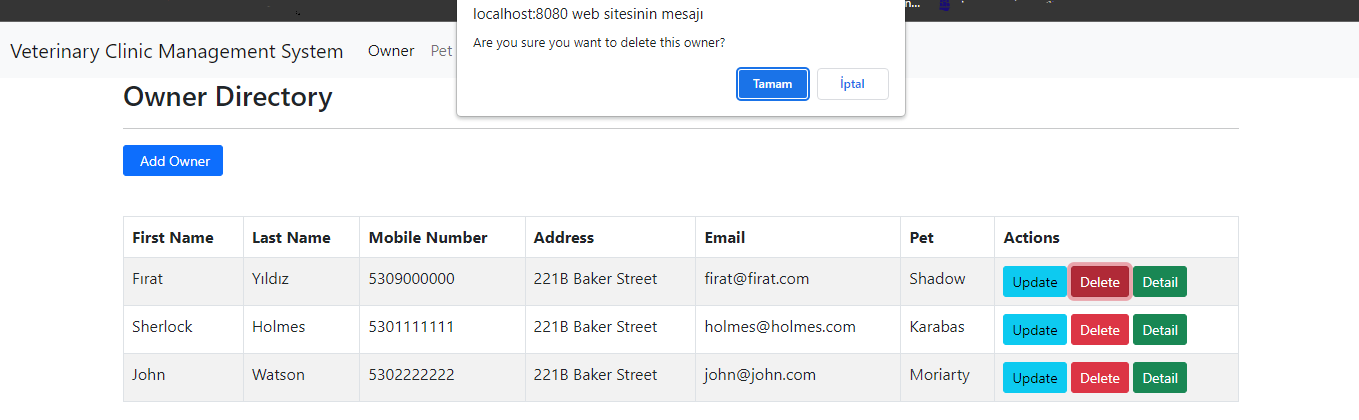 n...
localhost:8080 web sitesinin mesajı
Are you sure you want to delete this owner?
Tamam İptal
Veterinary Clinic Management System Owner Pet
Owner Directory
Add Owner
First Name Last Name Mobile Number Address Email Pet Actions
Fırat Yıldız 5309000000 221B Baker Street firat@firat.com Shadow Update Delete Detail
Sherlock Holmes 5301111111 221B Baker Street holmes@holmes.com Karabas Update Delete Detail
John Watson 5302222222 221B Baker Street john@john.com Moriarty Update Delete Detail